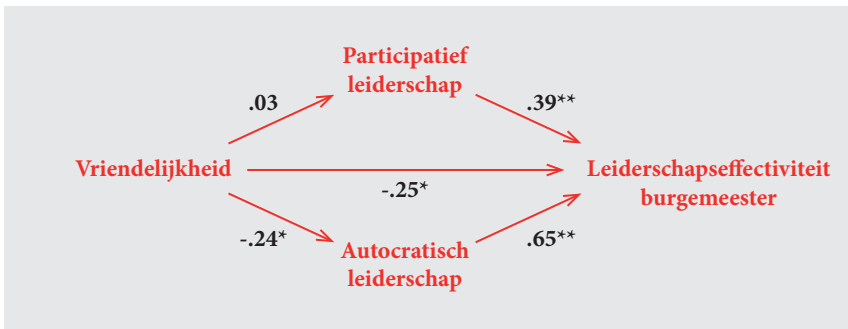 Participatief
leiderschap
.03
.39**
Vriendelijkheid
Leiderschapseffectiviteit
burgemeester
-.25*
-.24*
.65**
Autocratisch
leiderschap